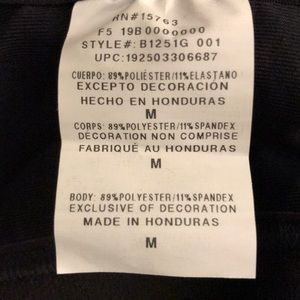 RN#15763
F5 19B0000000
STYLE#: B1251G 001
UPC:192503306687
CUERPO: 89%POLIÉSTER/11%ELASTANO
EXCEPTO DECORACIÓN
HECHO EN HONDURAS
M
CORPS: 89%POLYESTER/11%SPANDEX
DECORATION NON COMPRISE
FABRIQUÉ AU HONDURAS
M
BODY: 89%POLYESTER/11%SPANDEX
EXCLUSIVE OF DECORATION
MADE IN HONDURAS
M